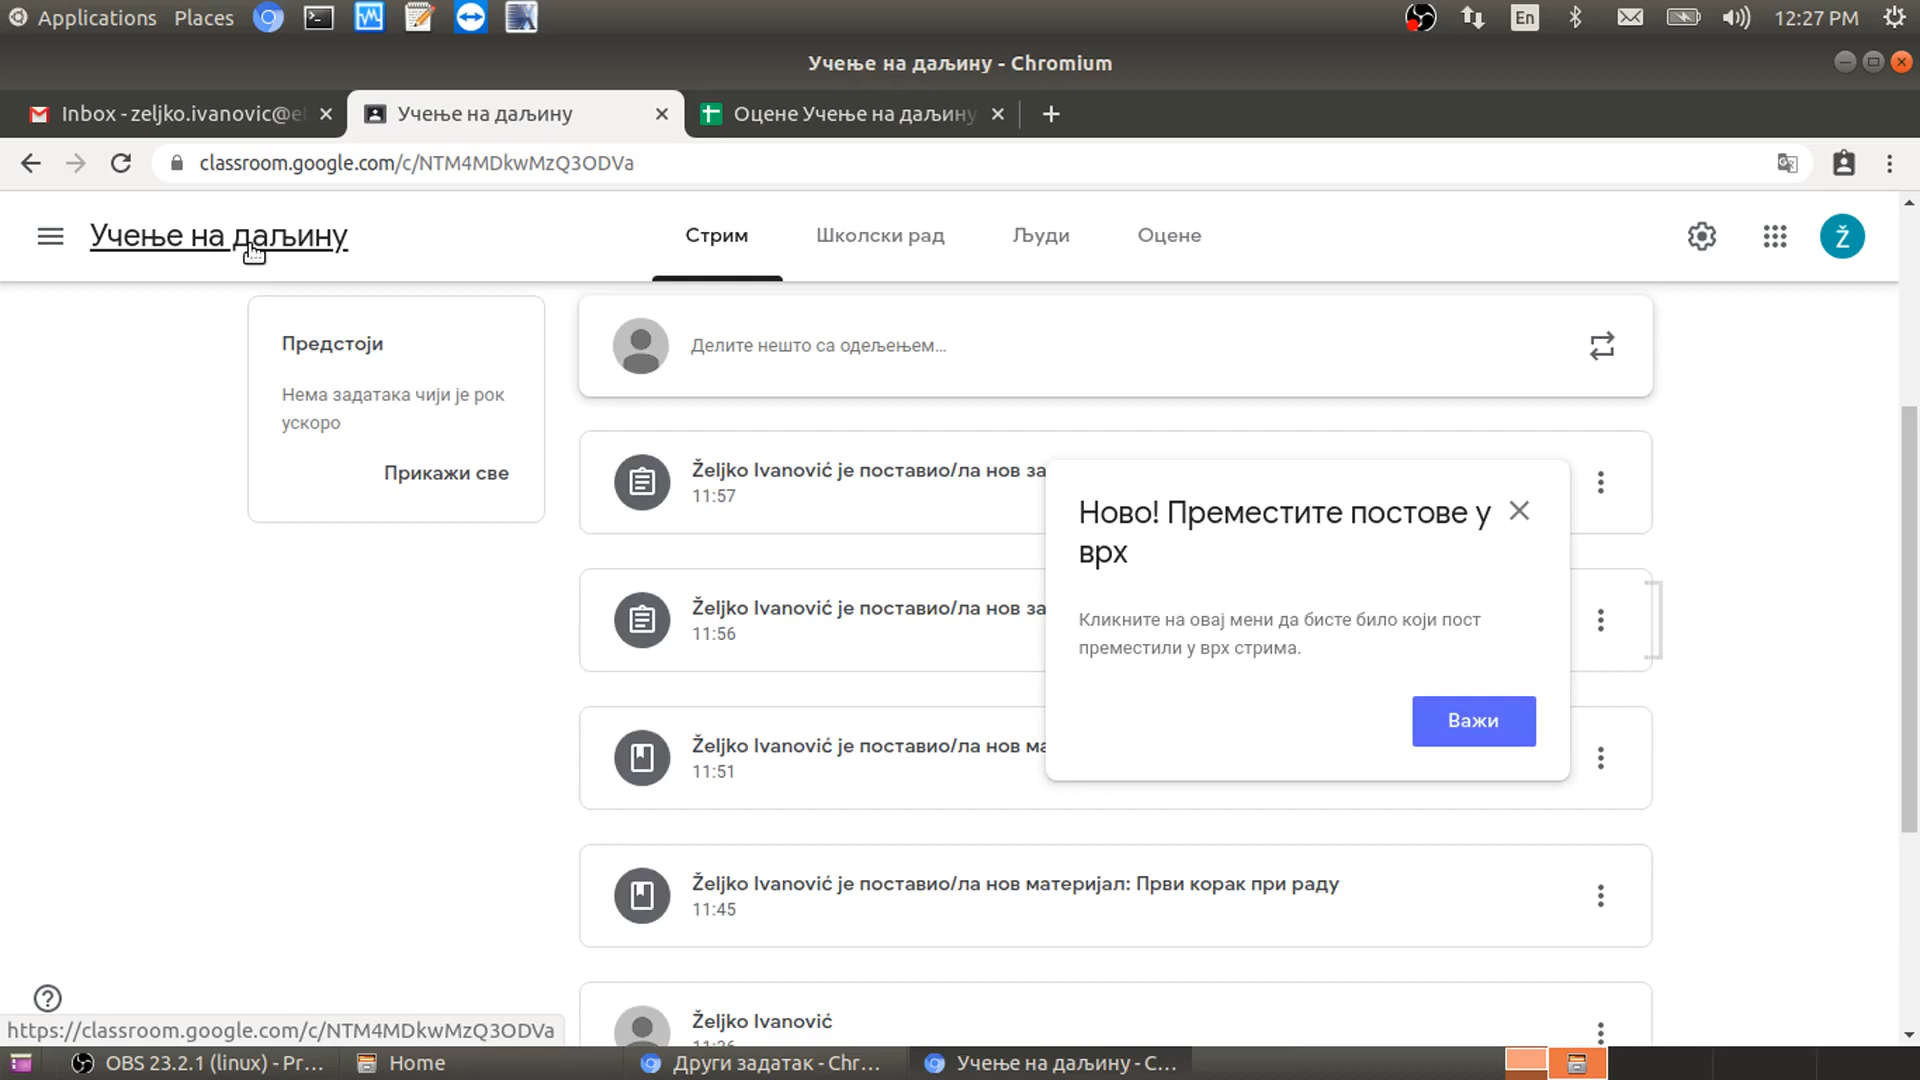 Applications Places En 12:27 PM
Учење на даљину - Chromium
Inbox - zeljko.ivanovic@e Учење на даљину Оцене Учење на даљину
classroom.google.com/c/NTM4MDkwMzQ3ODVa
Учење на даљину Стрим Школски рад Људи Оцене Ž
Предстоји
Нема задатака чији је рок
ускоро
Прикажи све
Делите нешто са одељењем...
Željko Ivanović је поставио/ла нов за
11:57
Željko Ivanović је поставио/ла нов за
11:56
Željko Ivanović је поставио/ла нов ма
11:51
Ново! Преместите постове у
врх
Кликните на овај мени да бисте било који пост
преместили у врх стрима.
Важи
Željko Ivanović је поставио/ла нов материјал: Први корак при раду
11:45
Željko Ivanović
https://classroom.google.com/c/NTM4MDkwMzQ3ODVa
OBS 23.2.1 (linux) - Pr... Home Други задатак - Chr... Учење на даљину - C...